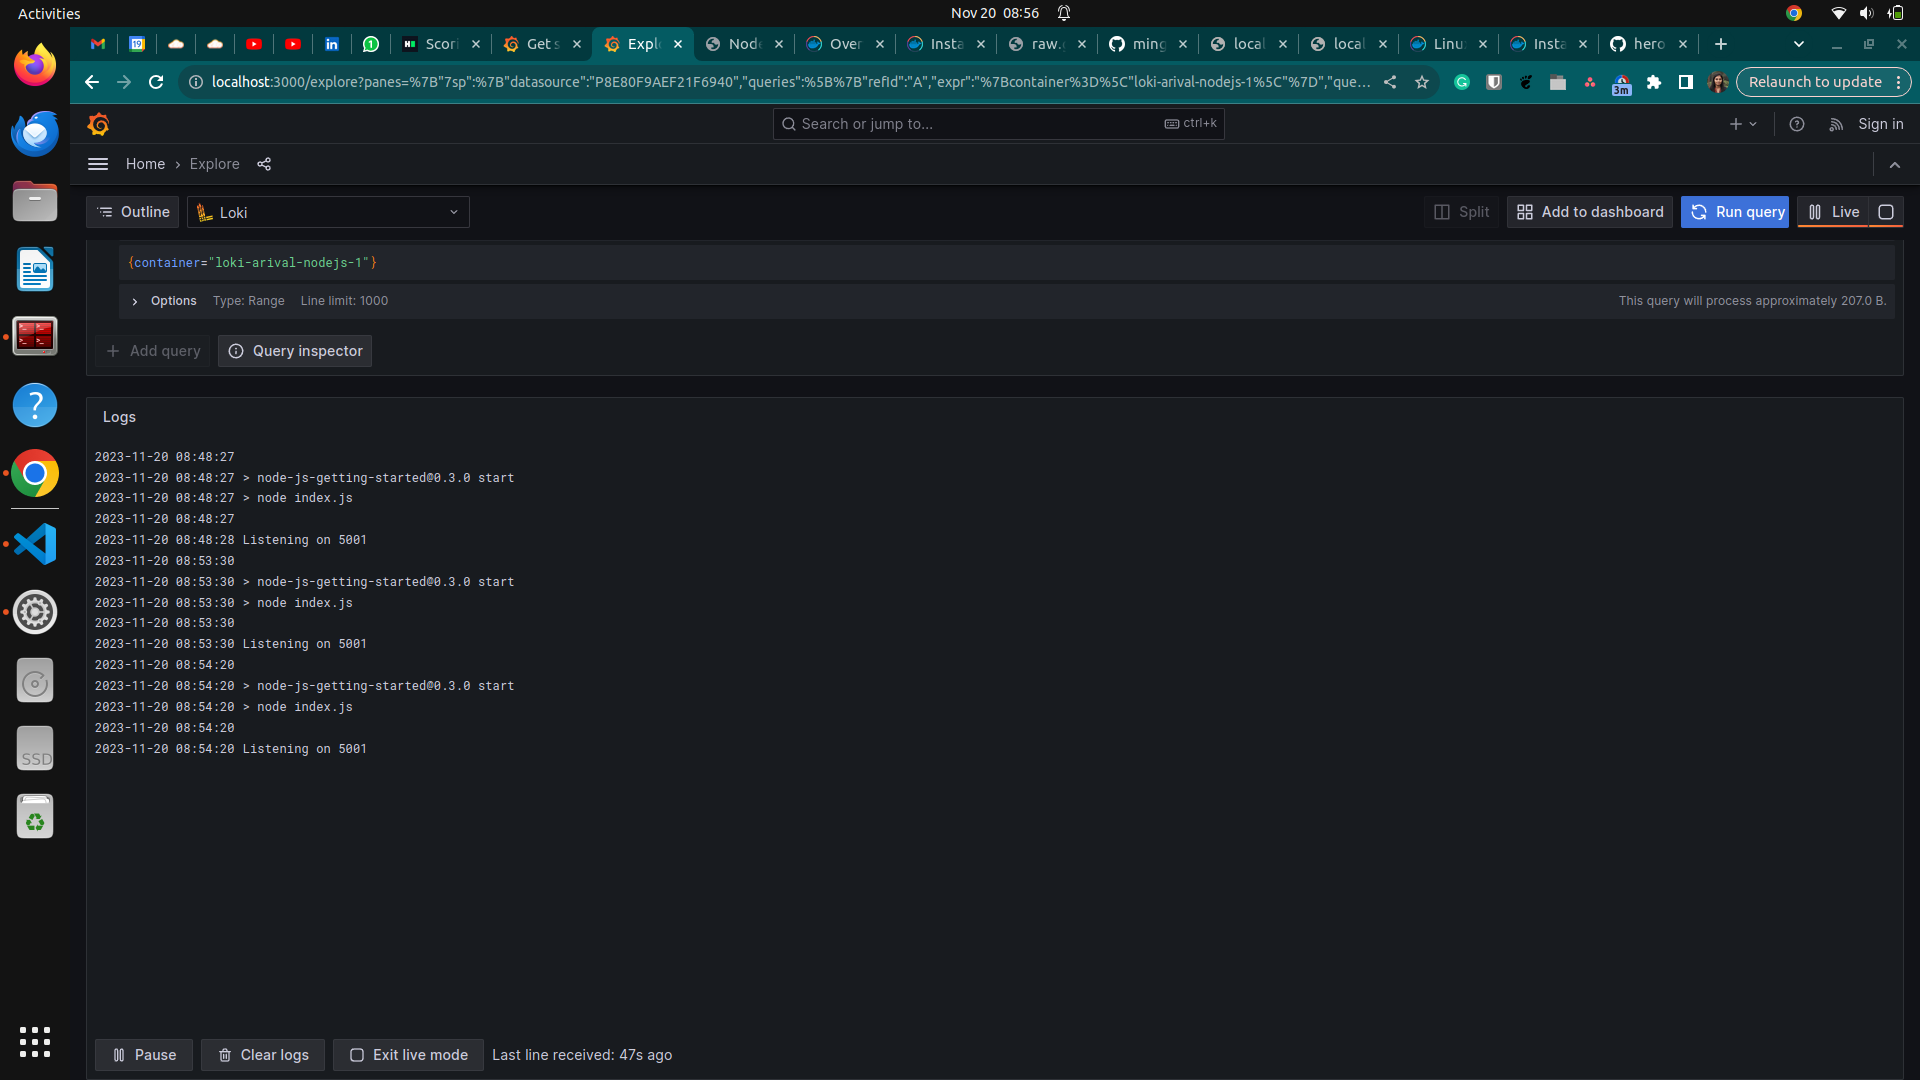 Activities
Nov 20 08:56
Scori
Get s
Explo
Node
Over
Insta
raw.
ming
local
local
Linu
Insta
hero
localhost:3000/explore?panes=%7B"7sp":%7B"datasource":"P8E80F9AEF21F6940","queries":%5B%7B"refId":"A","expr":"%7Bcontainer%3D%5C"loki-arival-nodejs-1%5C"%7D","que...
3m
Relaunch to update
Search or jump to...
ctrl+k
Sign in
Home › Explore
Outline
Loki
Split
Add to dashboard
Run query
Live
{container="loki-arival-nodejs-1"}
Options Type: Range Line limit: 1000
This query will process approximately 207.0 B.
Add query
Query inspector
Logs
2023-11-20 08:48:27
2023-11-20 08:48:27 > node-js-getting-started@0.3.0 start
2023-11-20 08:48:27 > node index.js
2023-11-20 08:48:27
2023-11-20 08:48:28 Listening on 5001
2023-11-20 08:53:30
2023-11-20 08:53:30 > node-js-getting-started@0.3.0 start
2023-11-20 08:53:30 > node index.js
2023-11-20 08:53:30
2023-11-20 08:53:30 Listening on 5001
2023-11-20 08:54:20
2023-11-20 08:54:20 > node-js-getting-started@0.3.0 start
2023-11-20 08:54:20 > node index.js
2023-11-20 08:54:20
2023-11-20 08:54:20 Listening on 5001
SSD
Pause
Clear logs
Exit live mode
Last line received: 47s ago